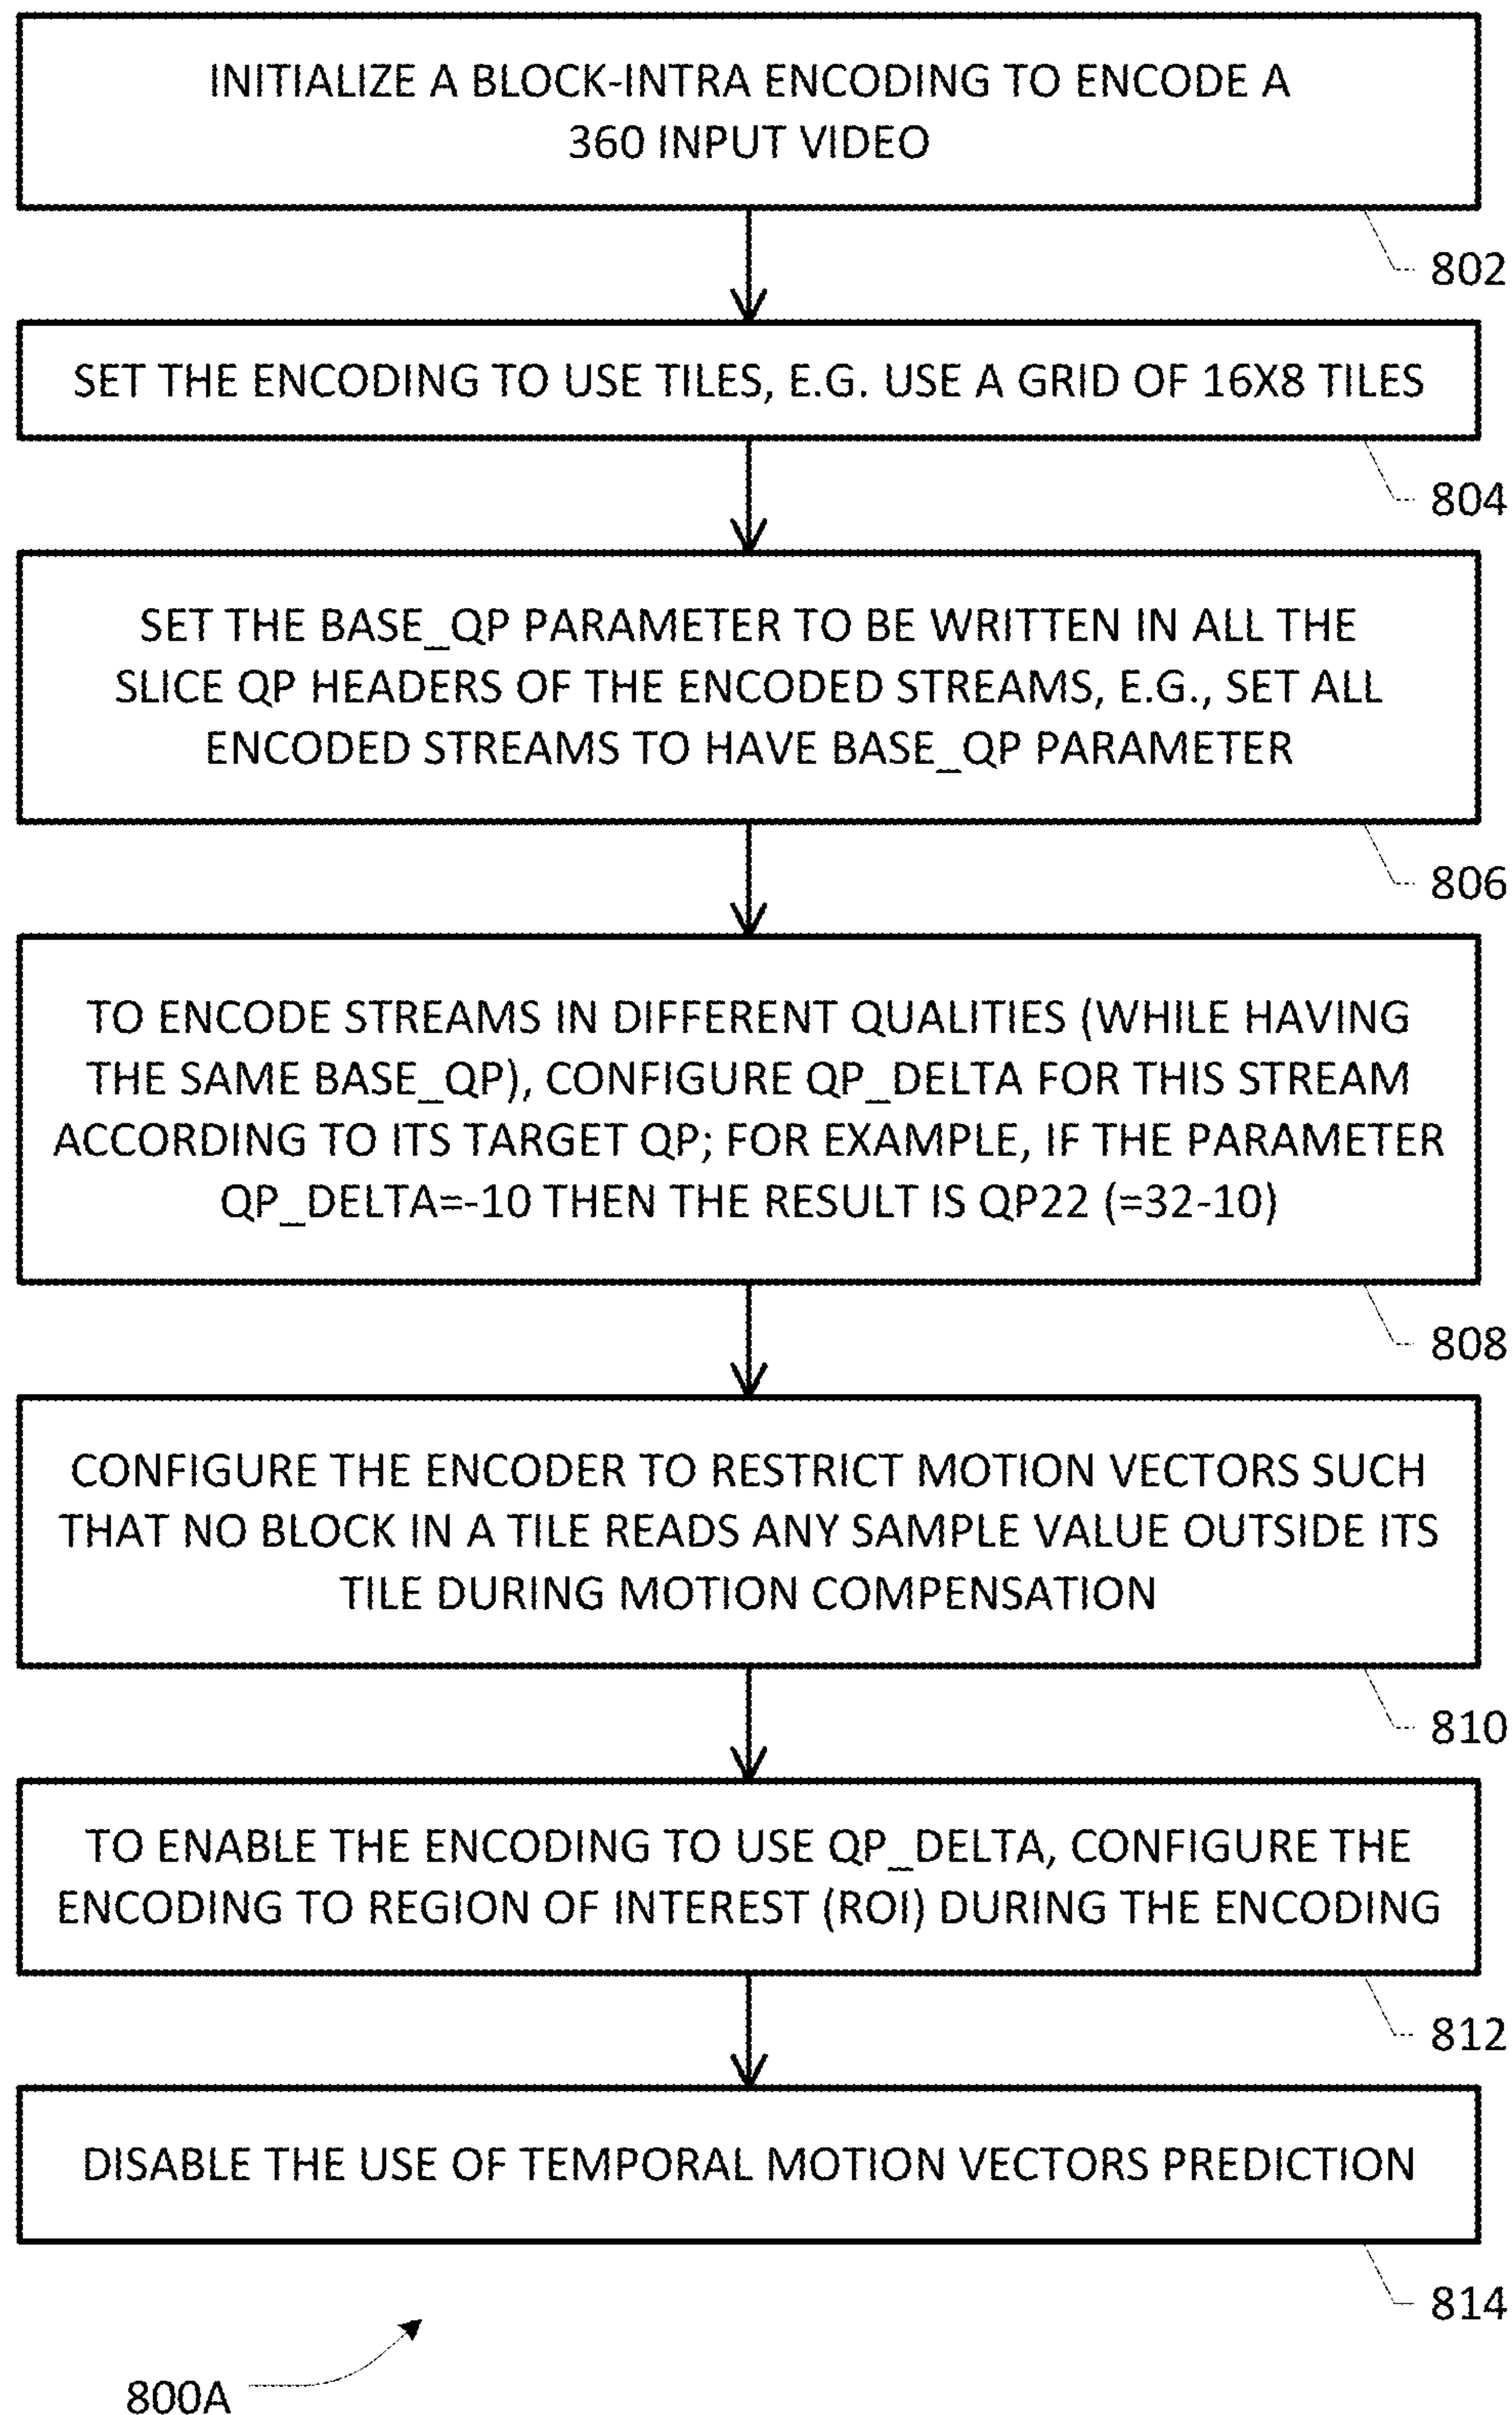 INITIALIZE A BLOCK-INTRA ENCODING TO ENCODE A
360 INPUT VIDEO
802
SET THE ENCODING TO USE TILES, E.G. USE A GRID OF 16X8 TILES
804
SET THE BASE_QP PARAMETER TO BE WRITTEN IN ALL THE
SLICE QP HEADERS OF THE ENCODED STREAMS, E.G., SET ALL
ENCODED STREAMS TO HAVE BASE_QP PARAMETER
806
TO ENCODE STREAMS IN DIFFERENT QUALITIES (WHILE HAVING
THE SAME BASE_QP), CONFIGURE QP_DELTA FOR THIS STREAM
ACCORDING TO ITS TARGET QP; FOR EXAMPLE, IF THE PARAMETER
QP_DELTA=-10 THEN THE RESULT IS QP22 (=32-10)
808
CONFIGURE THE ENCODER TO RESTRICT MOTION VECTORS SUCH
THAT NO BLOCK IN A TILE READS ANY SAMPLE VALUE OUTSIDE ITS
TILE DURING MOTION COMPENSATION
810
TO ENABLE THE ENCODING TO USE QP_DELTA, CONFIGURE THE
ENCODING TO REGION OF INTEREST (ROI) DURING THE ENCODING
812
DISABLE THE USE OF TEMPORAL MOTION VECTORS PREDICTION
814
800A